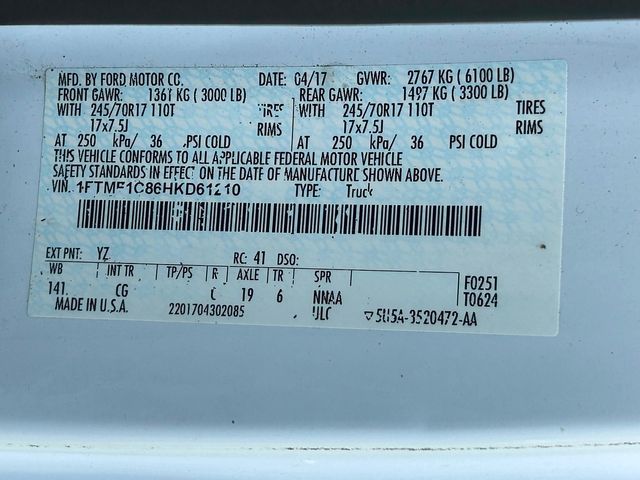 MFD. BY FORD MOTOR CO. DATE: 04/17 GVWR: 2767 KG ( 6100 LB)
FRONT GAWR: 1361 KG ( 3000 LB) REAR GAWR: 1497 KG ( 3300 LB)
WITH 245/70R17 110T TIRES WITH 245/70R17 110T TIRES
17x7.5J RIMS 17x7.5J RIMS
AT 250 kPa/ 36 PSI COLD AT 250 kPa/ 36 PSI COLD
THIS VEHICLE CONFORMS TO ALL APPLICABLE FEDERAL MOTOR VEHICLE
SAFETY STANDARDS IN EFFECT ON THE DATE OF MANUFACTURE SHOWN ABOVE.
VIN: 1FTMF1C86HKD61210 TYPE: Truck
EXT PNT: YZ RC: 41 DSO:
WB INT TR TP/PS R AXLE TR SPR F0251
141. CG C 19 6 NNAA T0624
MADE IN U.S.A. 2201704302085 ULC ▽5U5A-3520472-AA